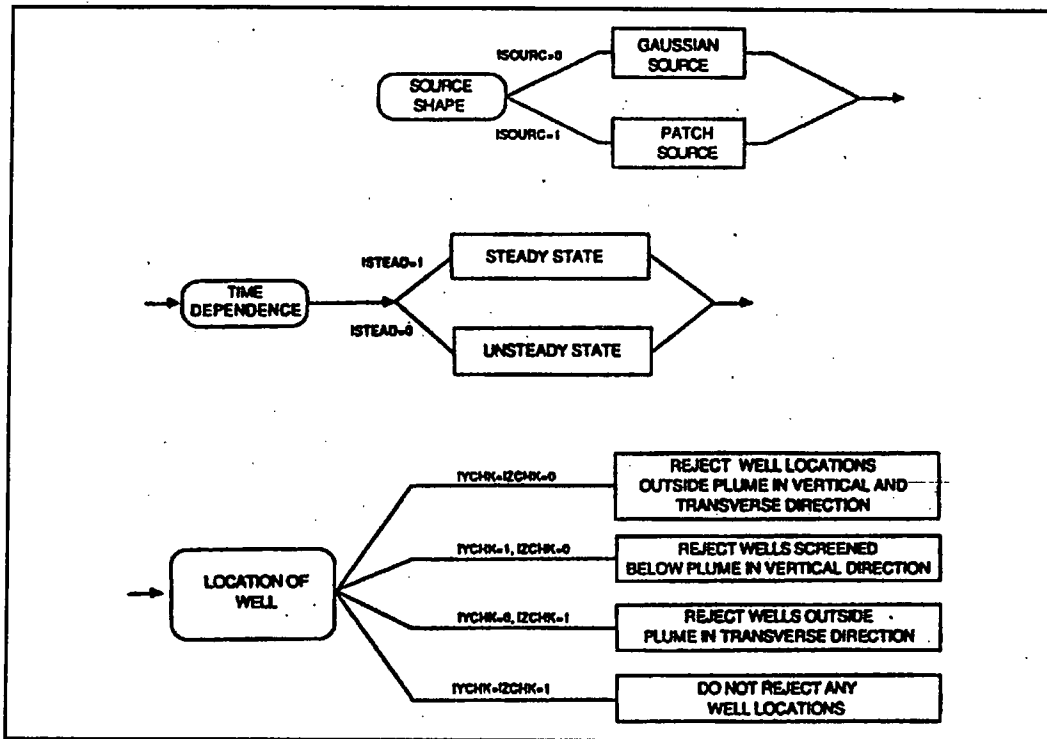 ISOURC=0
GAUSSIAN
SOURCE
SOURCE
SHAPE
ISOURC=1
PATCH
SOURCE
ISTEAD=1
STEADY STATE
TIME
DEPENDENCE
ISTEAD=0
UNSTEADY STATE
IYCHK=IZCHK=0
REJECT WELL LOCATIONS
OUTSIDE PLUME IN VERTICAL AND
TRANSVERSE DIRECTION
IYCHK=1, IZCHK=0
REJECT WELLS SCREENED
BELOW PLUME IN VERTICAL DIRECTION
LOCATION OF
WELL
IYCHK=0, IZCHK=1
REJECT WELLS OUTSIDE
PLUME IN TRANSVERSE DIRECTION
IYCHK=IZCHK=1
DO NOT REJECT ANY
WELL LOCATIONS